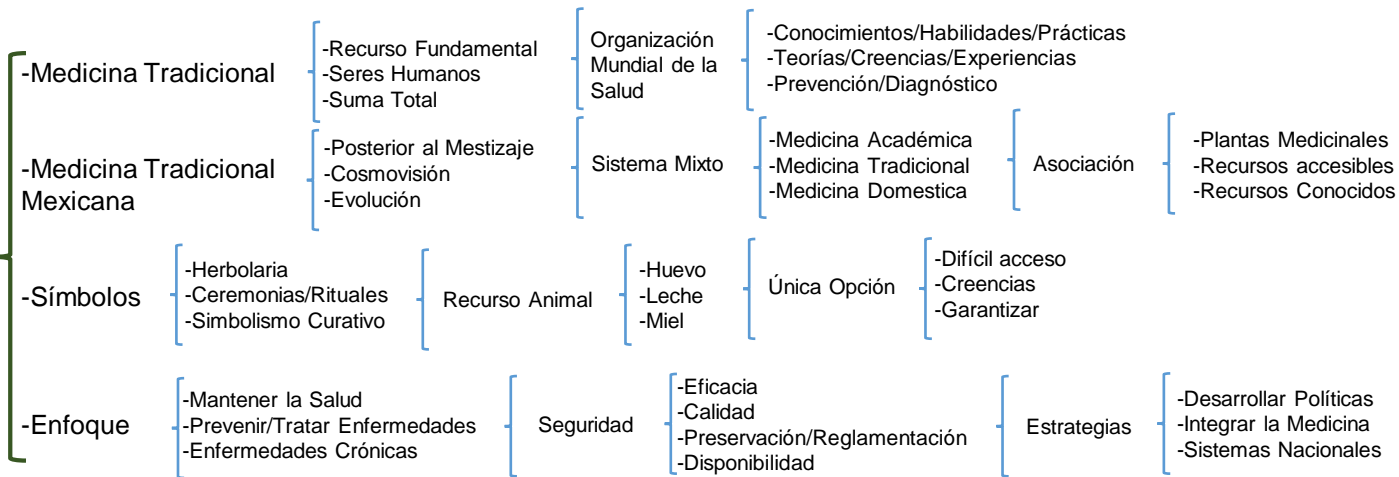 -Medicina Tradicional
-Recurso Fundamental
-Seres Humanos
-Suma Total
Organización
Mundial de la
Salud
-Conocimientos/Habilidades/Prácticas
-Teorías/Creencias/Experiencias
-Prevención/Diagnóstico
-Medicina Tradicional
Mexicana
-Posterior al Mestizaje
-Cosmovisión
-Evolución
Sistema Mixto
-Medicina Académica
-Medicina Tradicional
-Medicina Domestica
Asociación
-Plantas Medicinales
-Recursos accesibles
-Recursos Conocidos
-Símbolos
-Herbolaria
-Ceremonias/Rituales
-Simbolismo Curativo
Recurso Animal
-Huevo
-Leche
-Miel
Única Opción
-Difícil acceso
-Creencias
-Garantizar
-Enfoque
-Mantener la Salud
-Prevenir/Tratar Enfermedades
-Enfermedades Crónicas
Seguridad
-Eficacia
-Calidad
-Preservación/Reglamentación
-Disponibilidad
Estrategias
-Desarrollar Políticas
-Integrar la Medicina
-Sistemas Nacionales